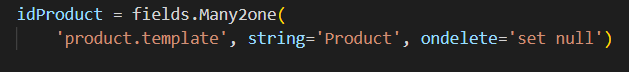 idProduct = fields.Many2one(
    'product.template', string='Product', ondelete='set null')